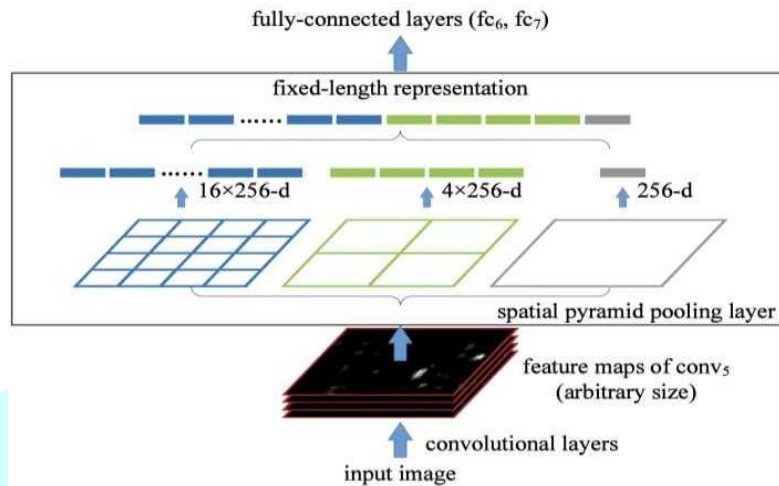 fully-connected layers (fc₆, fc₇)
fixed-length representation
......
......
16×256-d
4×256-d
256-d
spatial pyramid pooling layer
feature maps of conv₅
(arbitrary size)
convolutional layers
input image